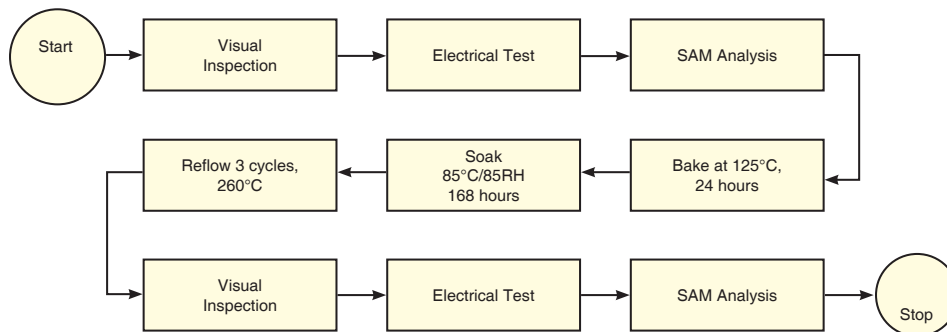 Start
Visual
Inspection
Electrical Test
SAM Analysis
Bake at 125°C,
24 hours
Soak
85°C/85RH
168 hours
Reflow 3 cycles,
260°C
Visual
Inspection
Electrical Test
SAM Analysis
Stop